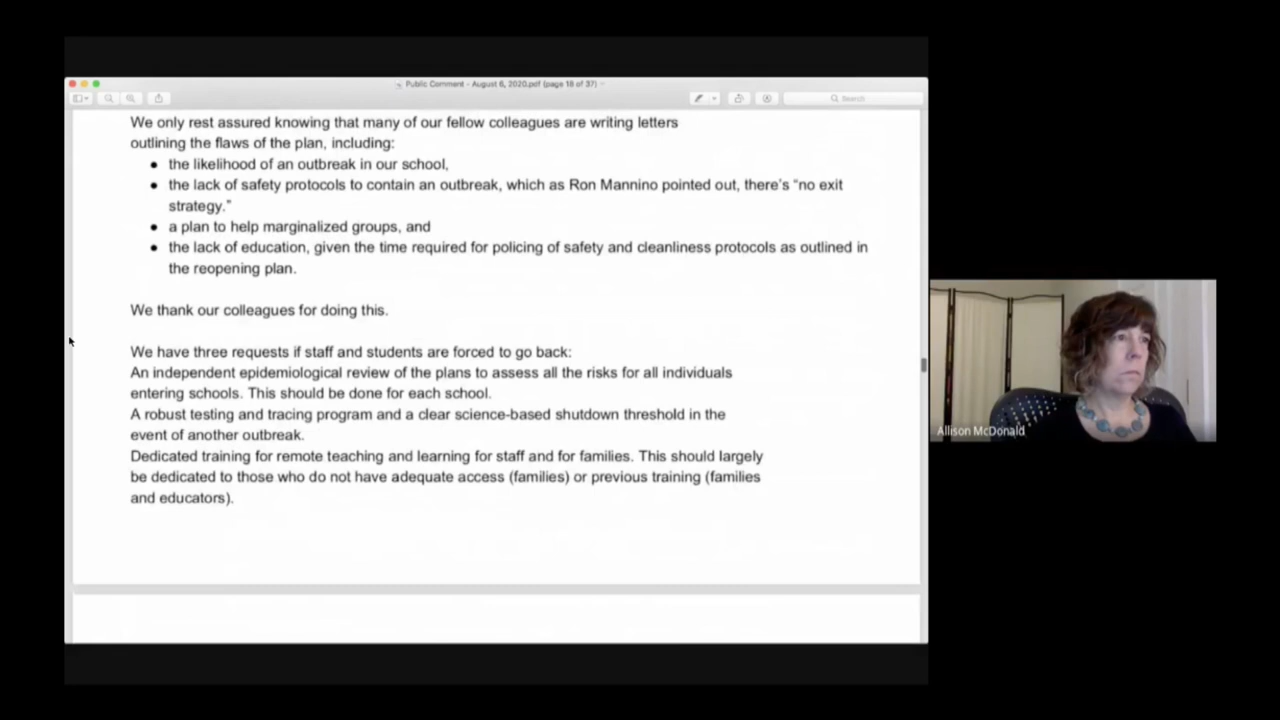 Public Comment - August 6, 2020.pdf (page 18 of 37)
Search
We only rest assured knowing that many of our fellow colleagues are writing letters
outlining the flaws of the plan, including:
● the likelihood of an outbreak in our school,
● the lack of safety protocols to contain an outbreak, which as Ron Mannino pointed out, there's “no exit
strategy.”
● a plan to help marginalized groups, and
● the lack of education, given the time required for policing of safety and cleanliness protocols as outlined in
the reopening plan.
We thank our colleagues for doing this.
We have three requests if staff and students are forced to go back:
An independent epidemiological review of the plans to assess all the risks for all individuals
entering schools. This should be done for each school.
A robust testing and tracing program and a clear science-based shutdown threshold in the
event of another outbreak.
Dedicated training for remote teaching and learning for staff and for families. This should largely
be dedicated to those who do not have adequate access (families) or previous training (families
and educators).
Allison McDonald